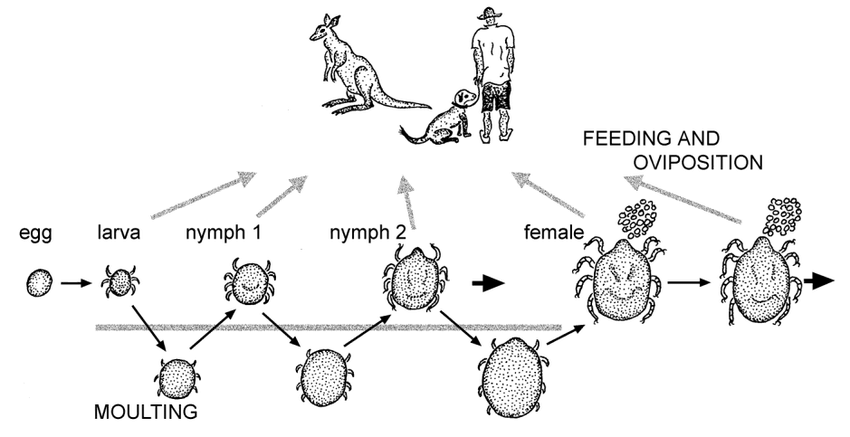 FEEDING AND
OVIPOSITION
egg
larva
nymph 1
nymph 2
female
MOULTING